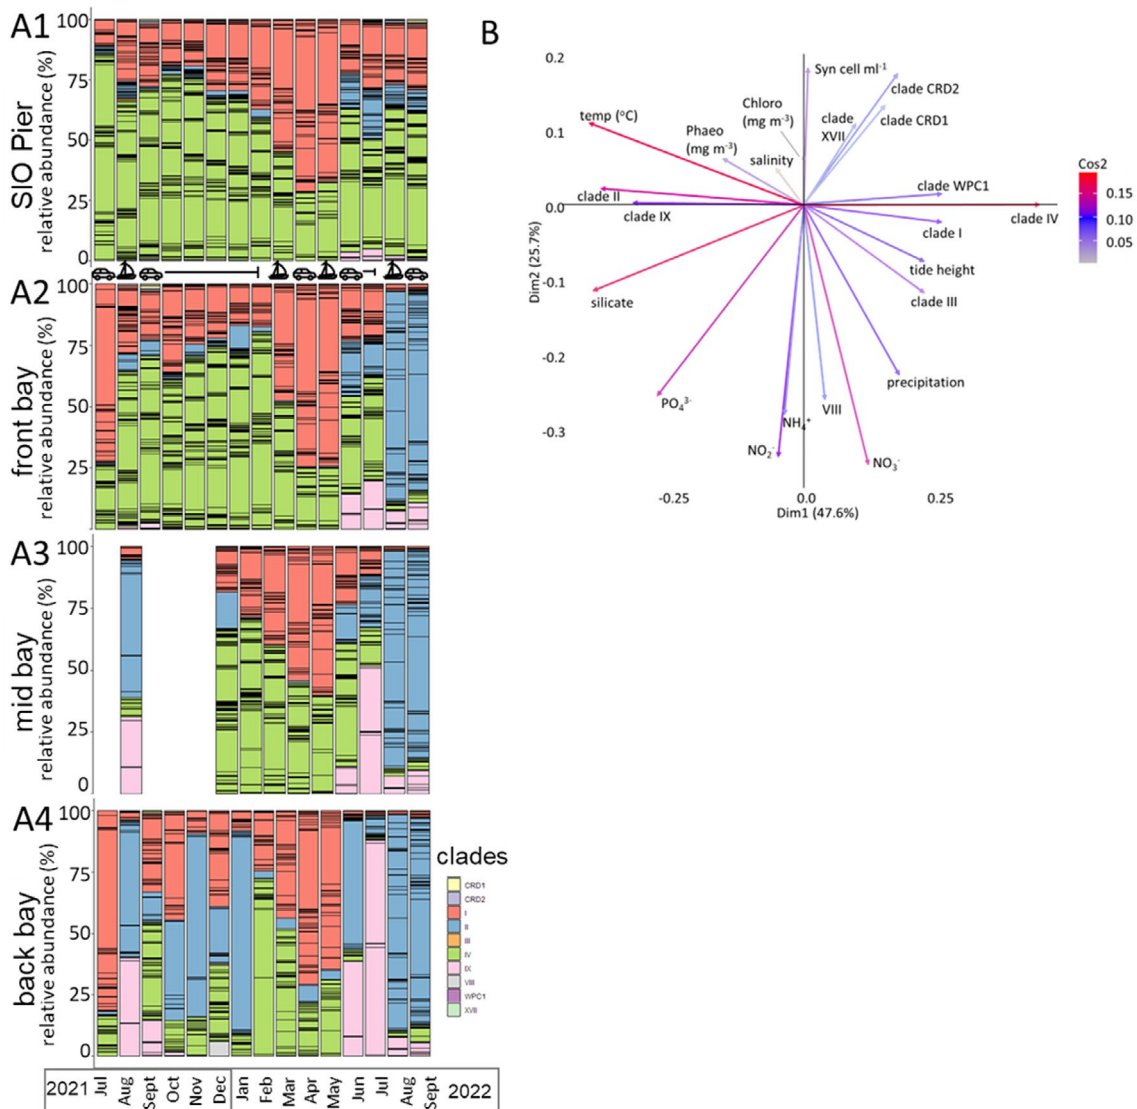 A1
SIO Pier
relative abundance (%)
100
75
50
25
0
A2
front bay
relative abundance (%)
100
75
50
25
A3
mid bay
relative abundance (%)
100
75
50
25
0
A4
back bay
relative abundance (%)
100
75
50
25
0
clades
CRD1
CRD2
I
II
III
IV
IX
VIII
WPC1
XVII
2021
Jul
Aug
Sept
Oct
Nov
Dec
Jan
Feb
Mar
Apr
May
Jun
Jul
Aug
Sept
2022
B
Dim2 (25.7%)
0.2
0.1
0.0
-0.1
-0.2
-0.3
Syn cell ml⁻¹
clade CRD2
clade CRD1
clade
XVII
Chloro
(mg m⁻³)
Phaeo
(mg m⁻³)
salinity
temp (°C)
clade II
clade IX
clade WPC1
clade IV
clade I
tide height
clade III
silicate
precipitation
PO₄³⁻
VIII
NH₄⁺
NO₂⁻
NO₃⁻
-0.25
0.0
0.25
Dim1 (47.6%)
Cos2
0.15
0.10
0.05